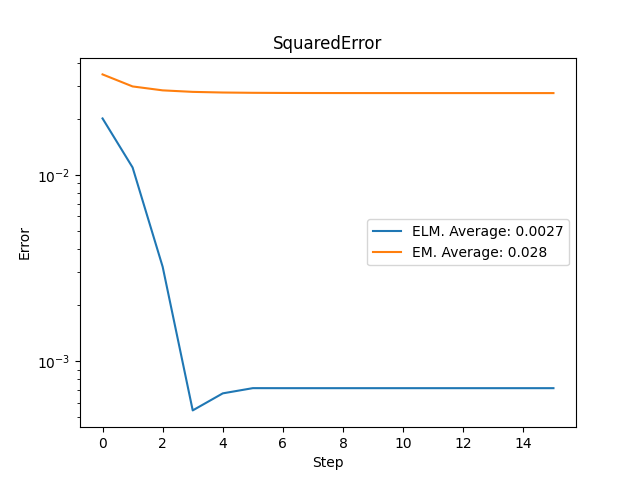 SquaredError
Error
10⁻²
10⁻³
ELM. Average: 0.0027
EM. Average: 0.028
0 2 4 6 8 10 12 14
Step